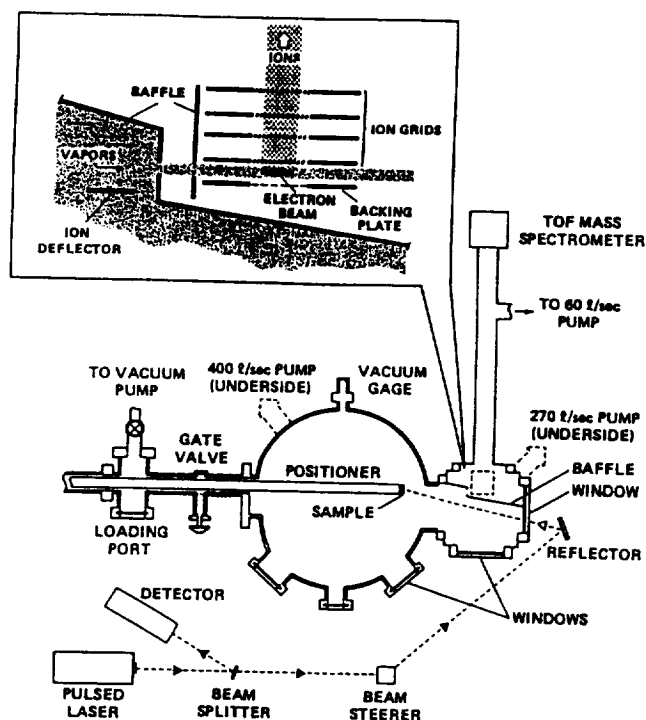 IONS
BAFFLE
ION GRIDS
VAPORS
ELECTRON
BEAM
BACKING
PLATE
ION
DEFLECTOR
TOF MASS
SPECTROMETER
TO 60 ℓ/sec
PUMP
TO VACUUM
PUMP
400 ℓ/sec PUMP
(UNDERSIDE)
VACUUM
GAGE
270 ℓ/sec PUMP
(UNDERSIDE)
GATE
VALVE
POSITIONER
BAFFLE
WINDOW
SAMPLE
LOADING
PORT
REFLECTOR
DETECTOR
WINDOWS
PULSED
LASER
BEAM
SPLITTER
BEAM
STEERER